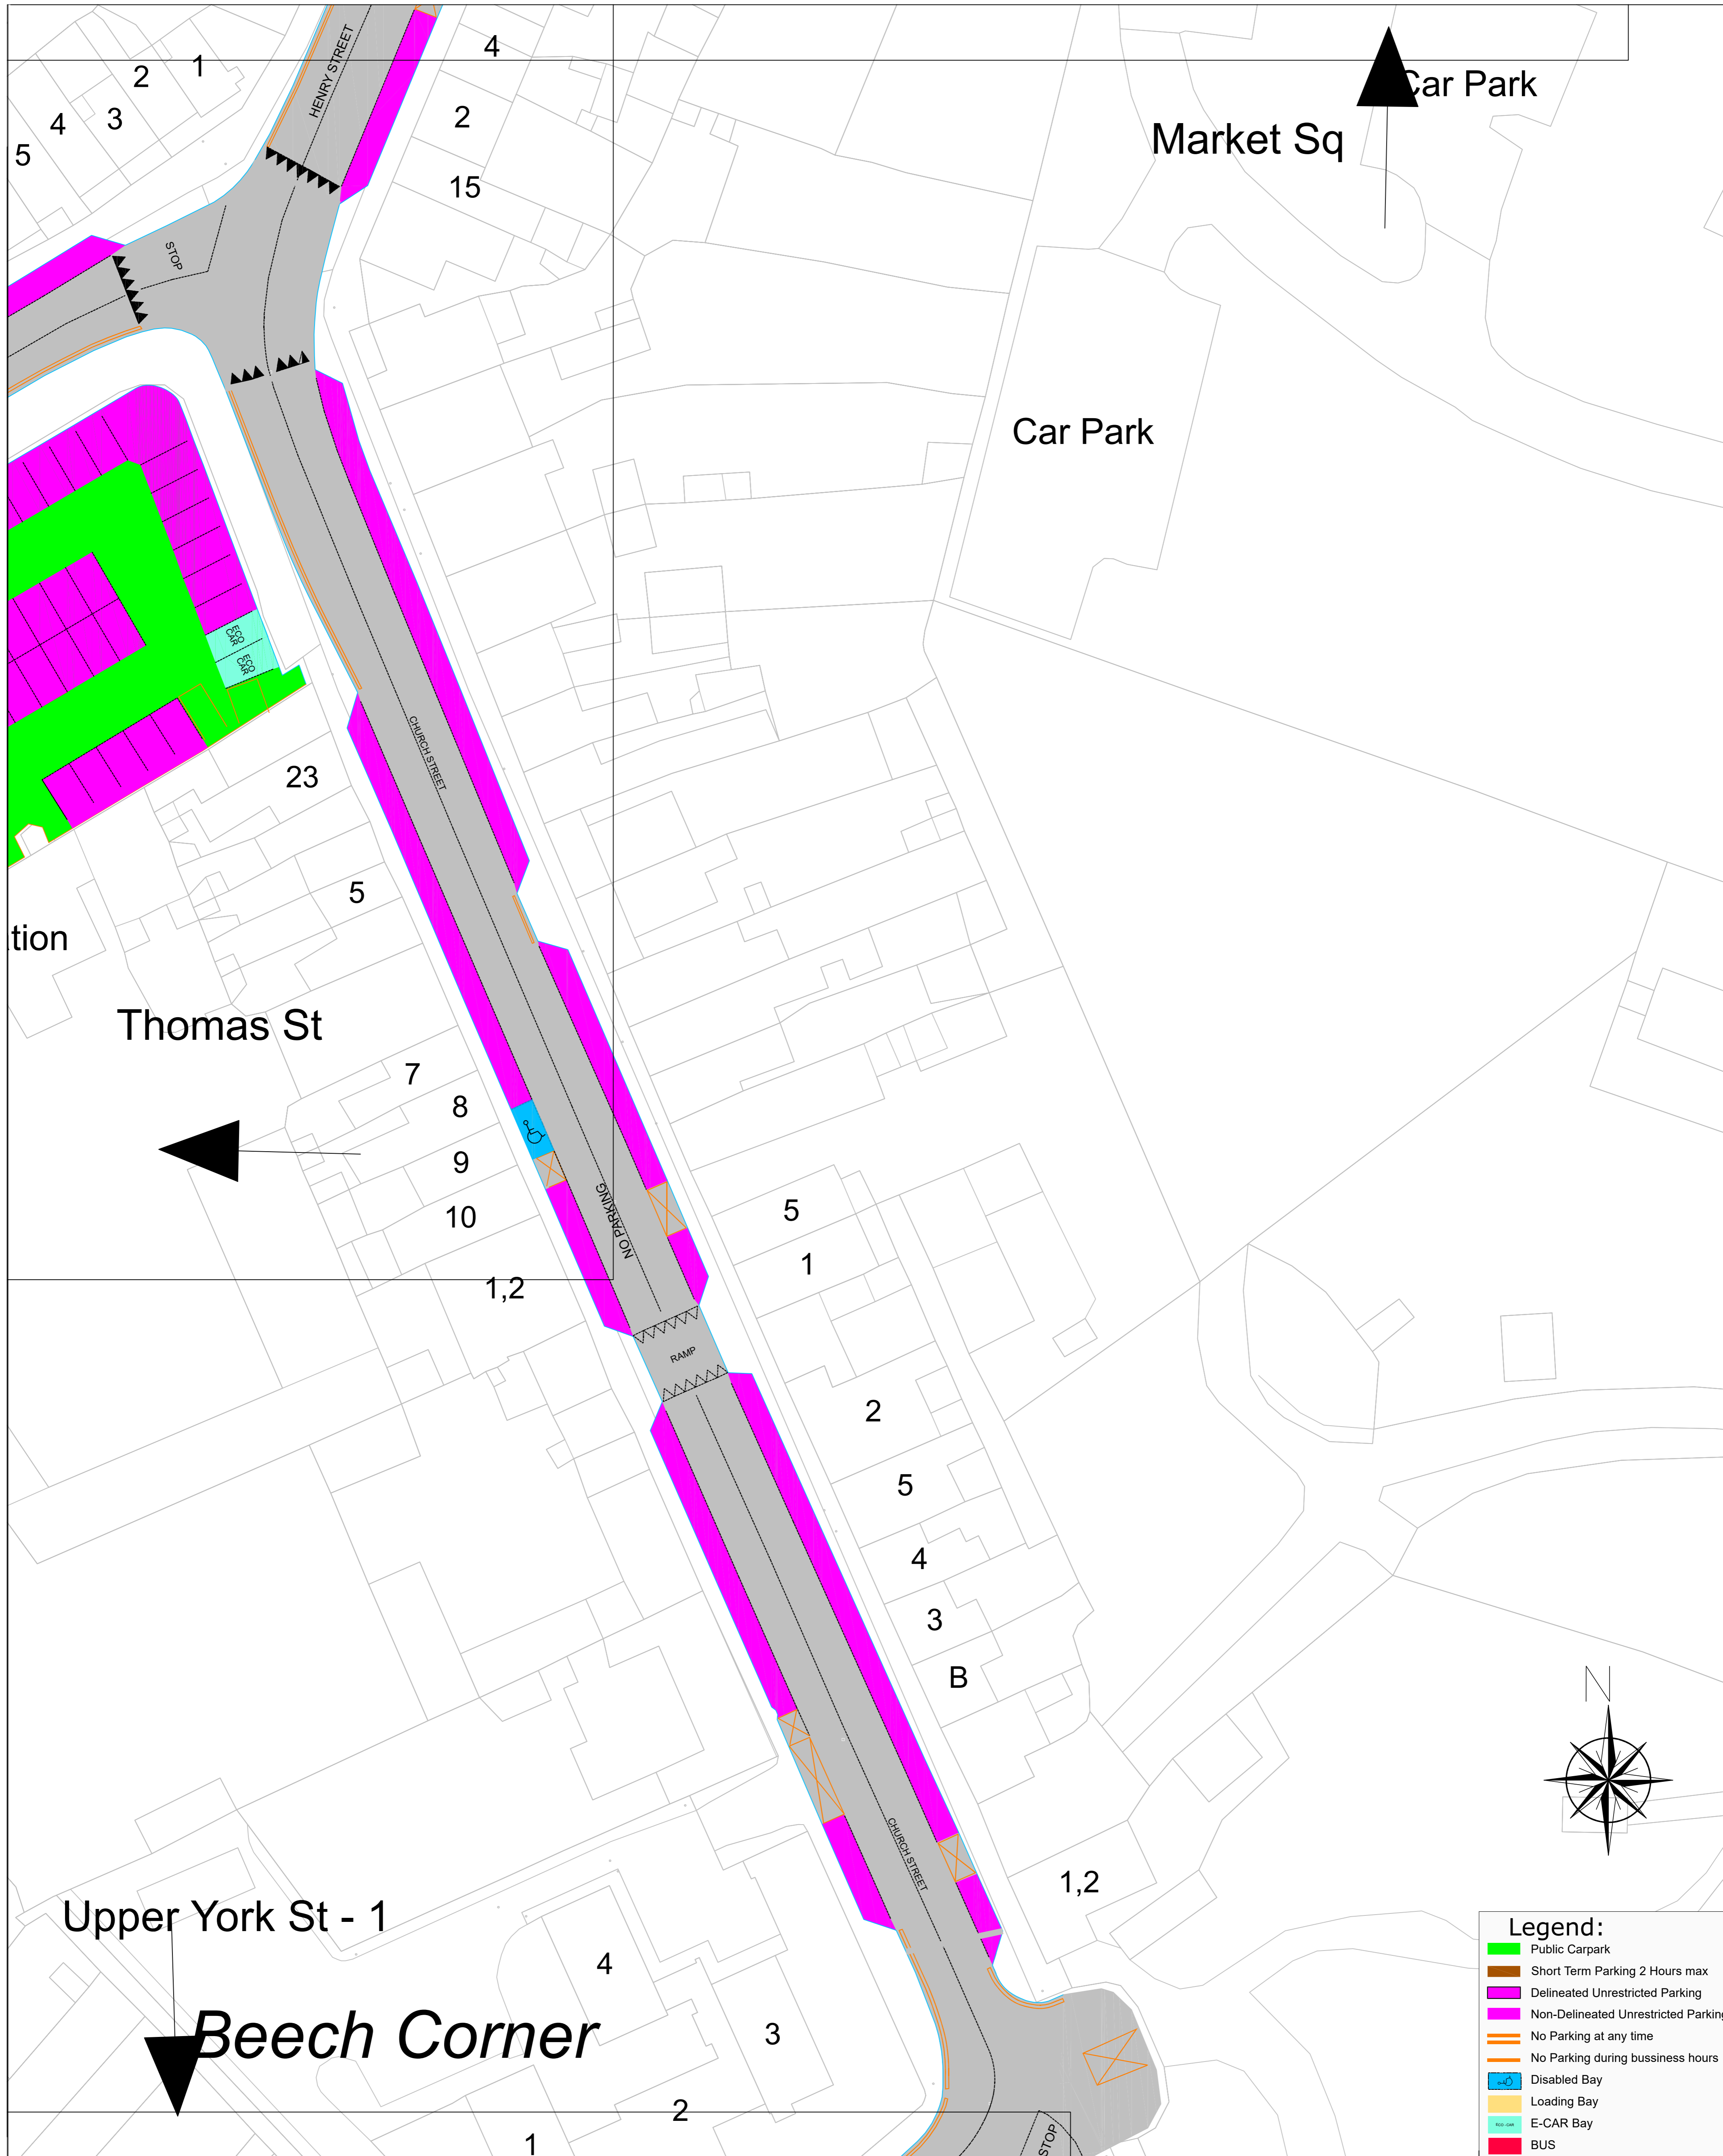 HENRY STREET
4
1
2
Car Park
2
3
4
Market Sq
5
15
STOP
Car Park
ECO
CAR
ECO
CAR
CHURCH STREET
23
5
tion
Thomas St
7
8
9
NO PARKING
5
10
1
1,2
RAMP
2
5
4
3
B
N
CHURCH STREET
1,2
Upper York St - 1
4
Beech Corner
3
2
STOP
1
Legend:
Public Carpark
Short Term Parking 2 Hours max
Delineated Unrestricted Parking
Non-Delineated Unrestricted Parking
No Parking at any time
No Parking during bussiness hours
Disabled Bay
Loading Bay
ECO -CAR
E-CAR Bay
BUS